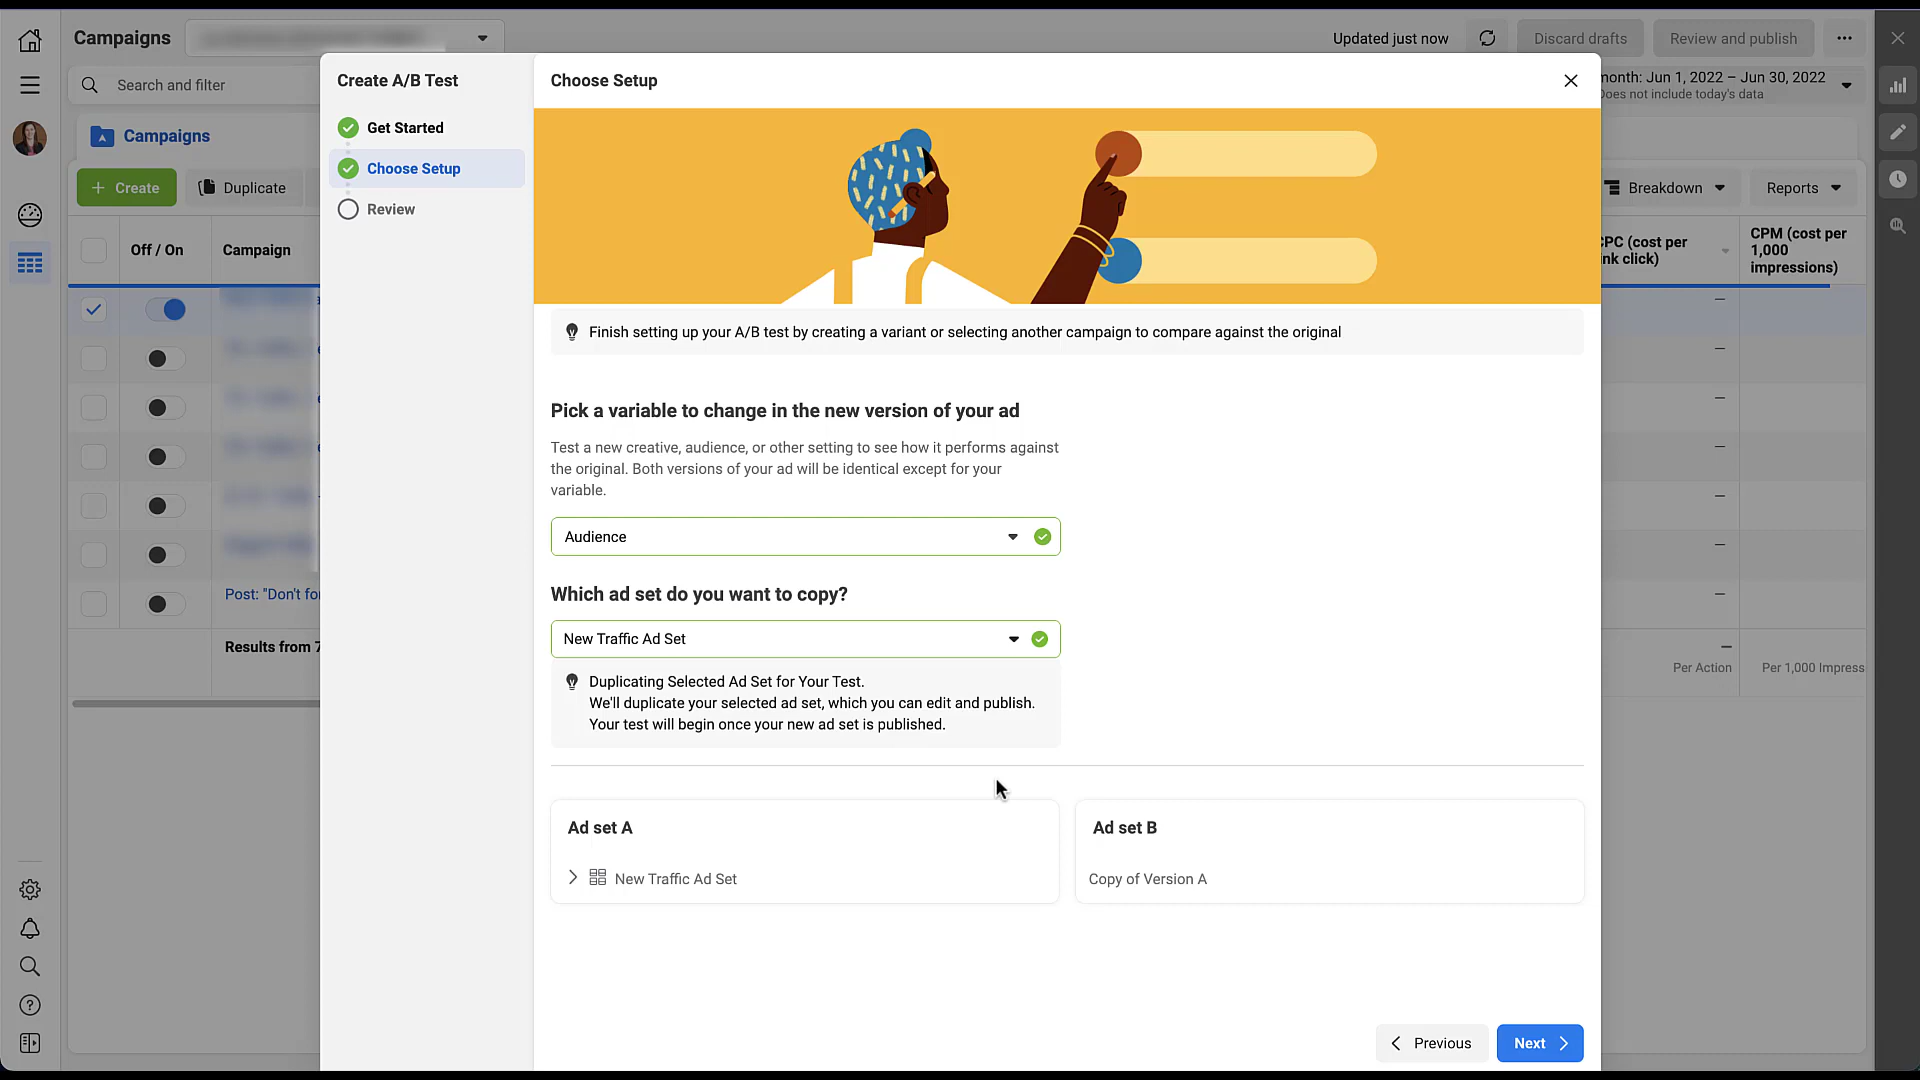 Campaigns
Updated just now
Discard drafts
Review and publish
Search and filter
month: Jun 1, 2022 – Jun 30, 2022
Does not include today's data
Campaigns
+ Create
Duplicate
Breakdown
Reports
Off / On
Campaign
CPC (cost per
link click)
CPM (cost per
1,000
impressions)
—
—
—
—
—
—
—
Post: "Don't for
Results from 7
—
Per Action
Per 1,000 Impress
Create A/B Test
Get Started
Choose Setup
Review
Choose Setup
Finish setting up your A/B test by creating a variant or selecting another campaign to compare against the original
Pick a variable to change in the new version of your ad
Test a new creative, audience, or other setting to see how it performs against
the original. Both versions of your ad will be identical except for your
variable.
Audience
Which ad set do you want to copy?
New Traffic Ad Set
Duplicating Selected Ad Set for Your Test.
We'll duplicate your selected ad set, which you can edit and publish.
Your test will begin once your new ad set is published.
Ad set A
New Traffic Ad Set
Ad set B
Copy of Version A
Previous
Next